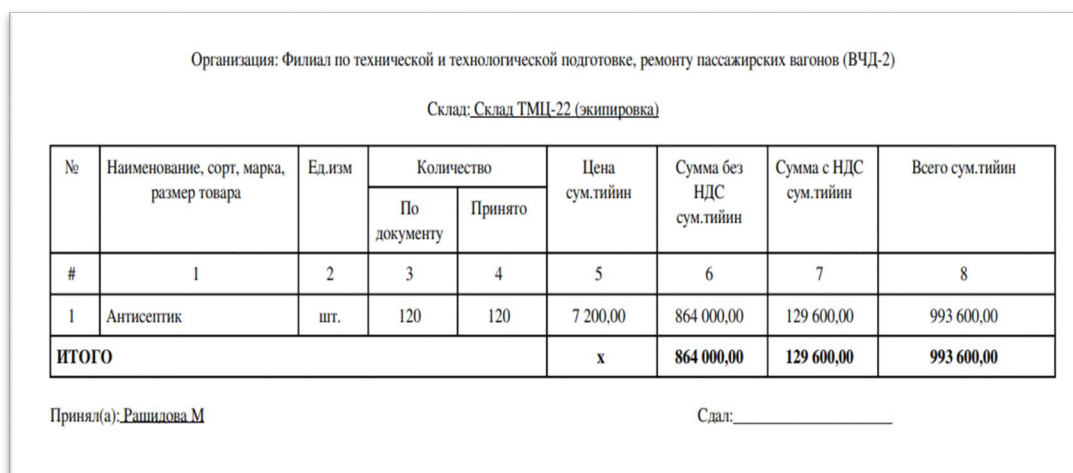 Организация: Филиал по технической и технологической подготовке, ремонту пассажирских вагонов (ВЧД-2)
Склад: Склад ТМЦ-22 (экипировка)
№ Наименование, сорт, марка, размер товара Ед.изм Количество Цена сум.тийин Сумма без НДС сум.тийин Сумма с НДС сум.тийин Всего сум.тийин
По документу Принято
# 1 2 3 4 5 6 7 8
1 Антисептик шт. 120 120 7 200,00 864 000,00 129 600,00 993 600,00
ИТОГО х 864 000,00 129 600,00 993 600,00
Принял(а): Рашидова М Сдал: